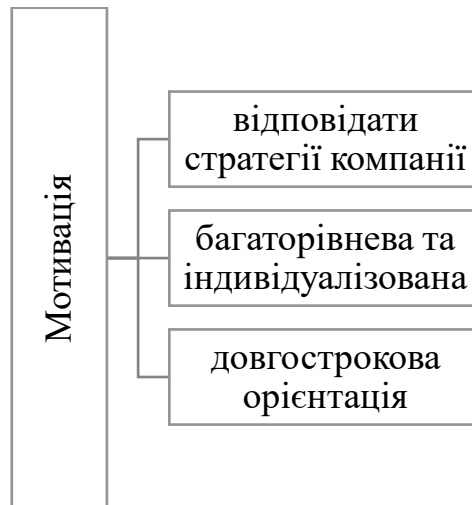 Мотивація
відповідати
стратегії компанії
багаторівнева та
індивідуалізована
довгострокова
орієнтація